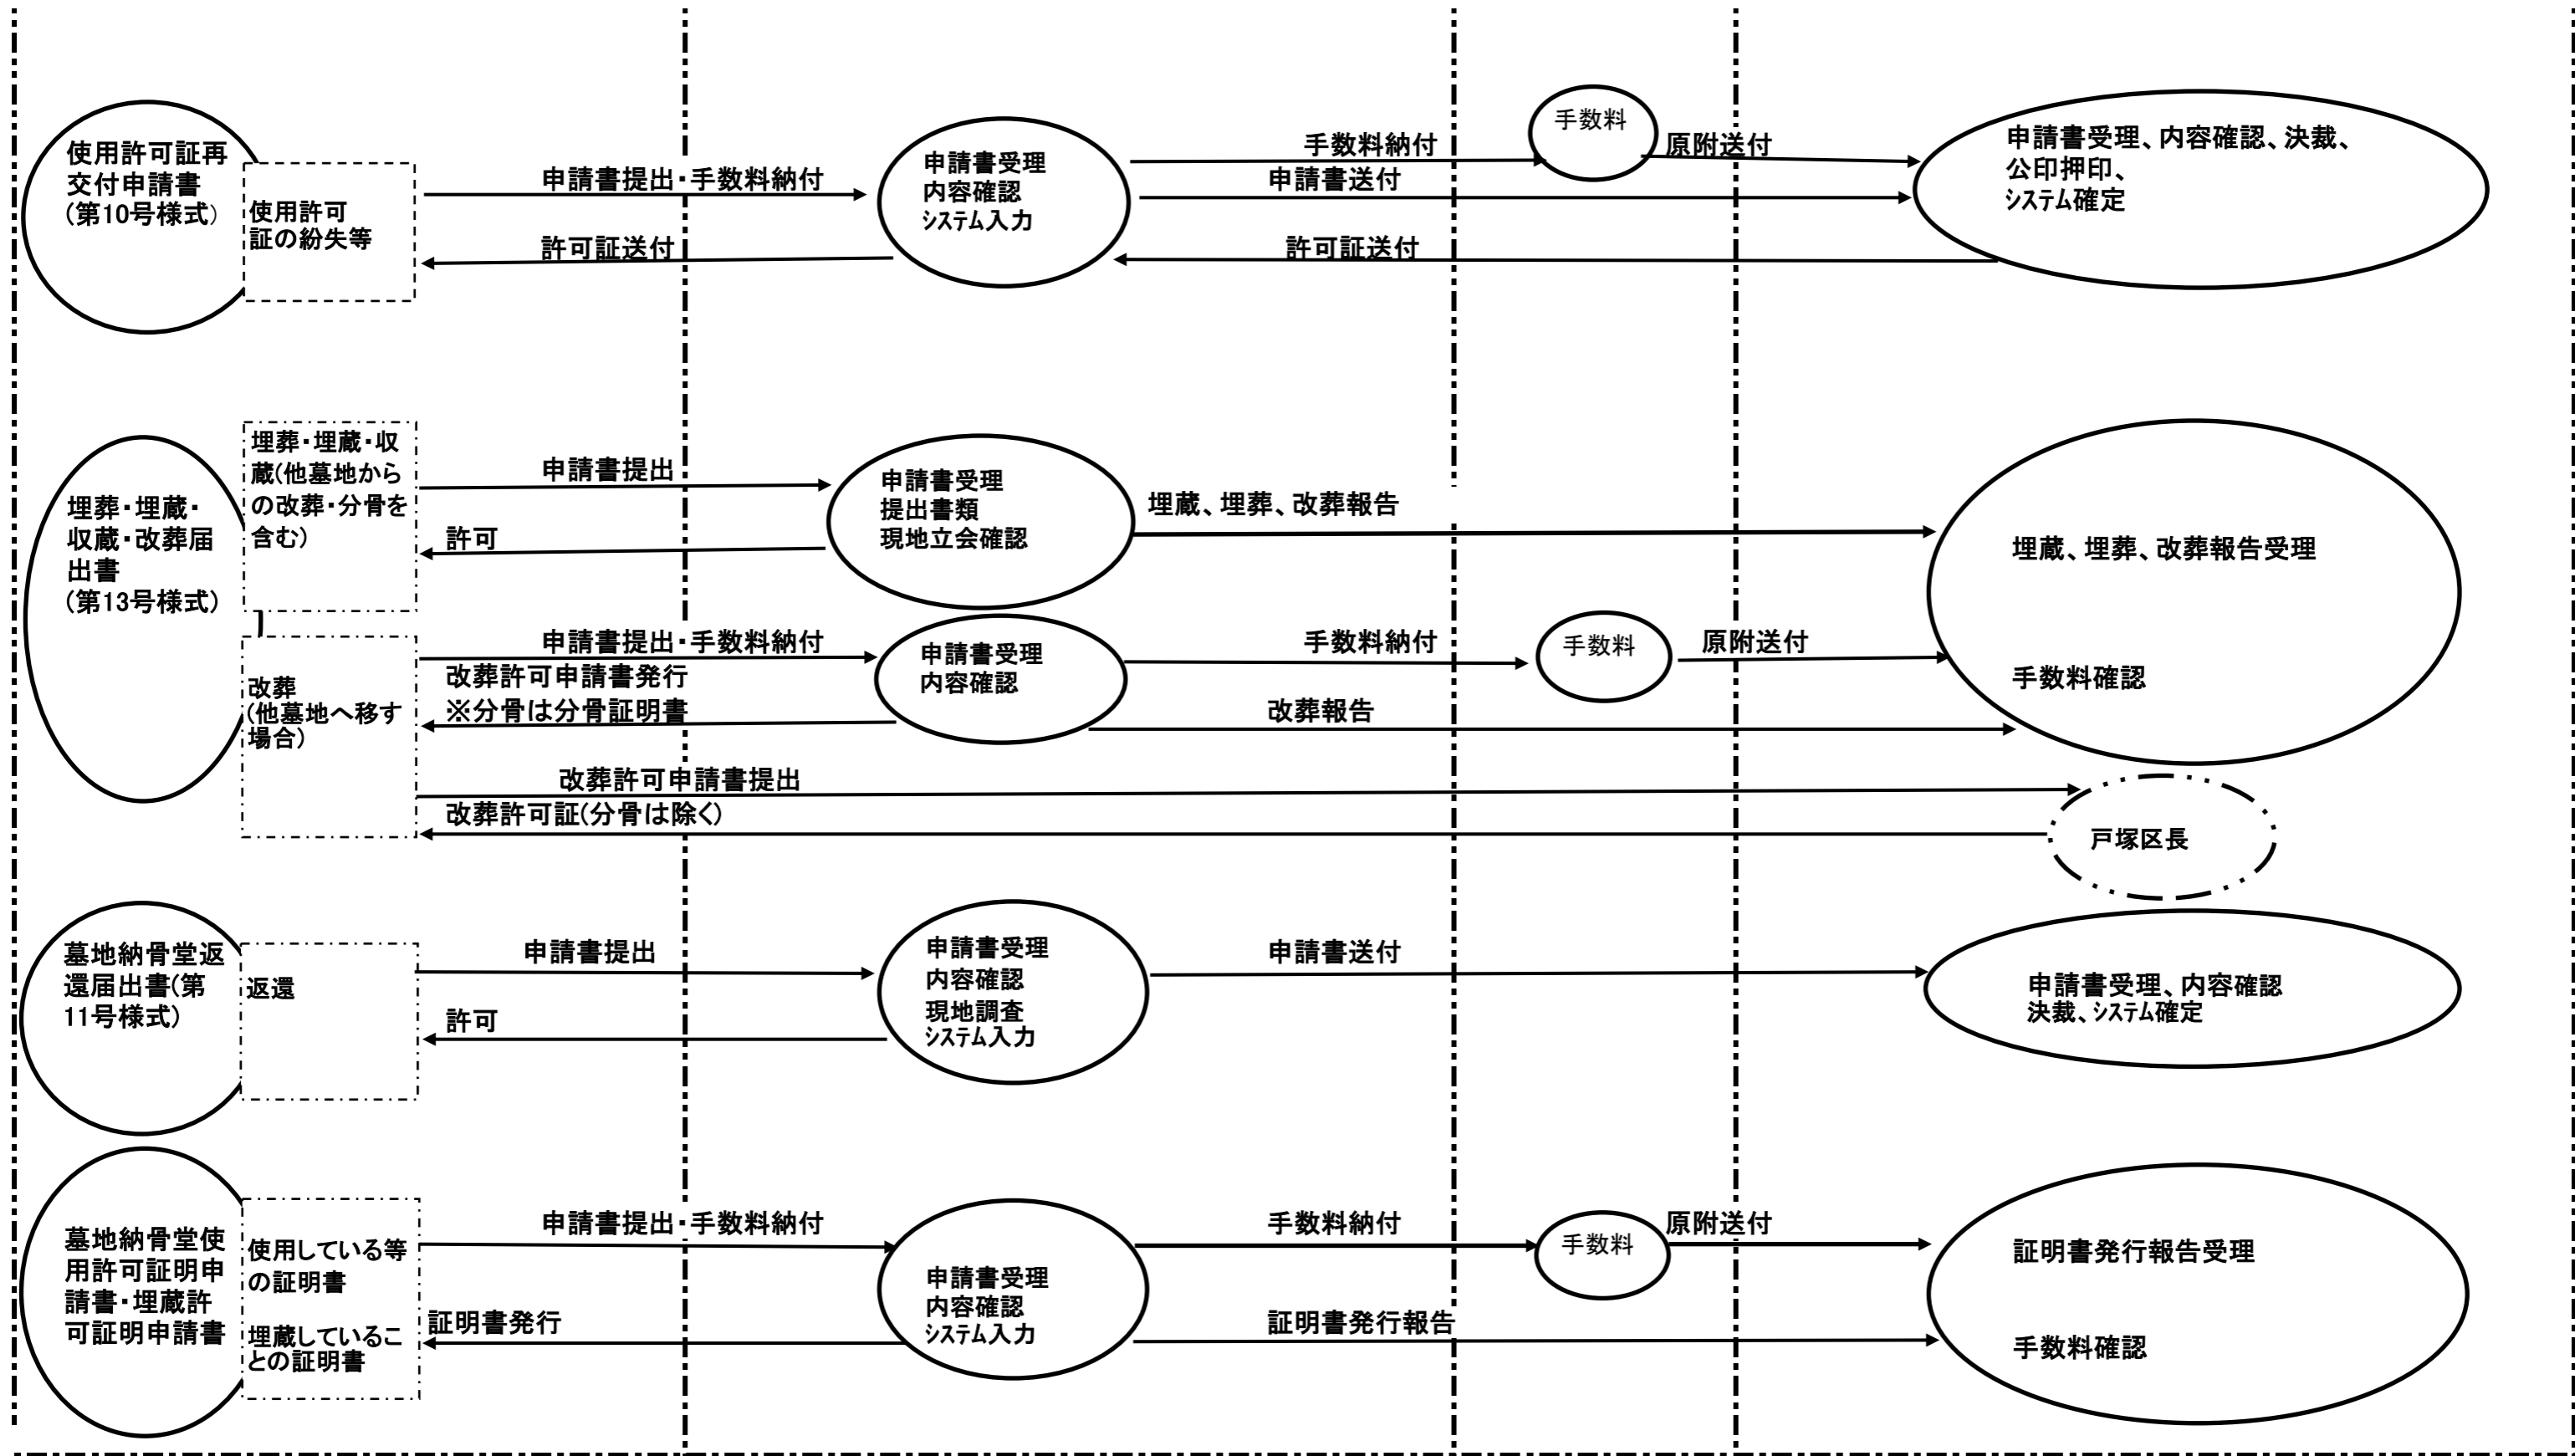 使用許可証再
交付申請書
(第10号様式)
使用許可
証の紛失等
申請書提出・手数料納付
許可証送付
申請書受理
内容確認
システム入力
手数料納付
申請書送付
許可証送付
手数料
原附送付
申請書受理、内容確認、決裁、
公印押印、
システム確定
埋葬・埋蔵・
収蔵・改葬届
出書
(第13号様式)
埋葬・埋蔵・収
蔵(他墓地から
の改葬・分骨を
含む)
申請書提出
許可
申請書受理
提出書類
現地立会確認
埋蔵、埋葬、改葬報告
埋蔵、埋葬、改葬報告受理
手数料確認
改葬
(他墓地へ移す
場合)
申請書提出・手数料納付
改葬許可申請書発行
※分骨は分骨証明書
申請書受理
内容確認
手数料納付
改葬報告
手数料
原附送付
改葬許可申請書提出
改葬許可証(分骨は除く)
戸塚区長
墓地納骨堂返
還届出書(第
11号様式)
返還
申請書提出
許可
申請書受理
内容確認
現地調査
システム入力
申請書送付
申請書受理、内容確認
決裁、システム確定
墓地納骨堂使
用許可証明申
請書・埋蔵許
可証明申請書
使用している等
の証明書
埋蔵しているこ
との証明書
申請書提出・手数料納付
証明書発行
申請書受理
内容確認
システム入力
手数料納付
証明書発行報告
手数料
原附送付
証明書発行報告受理
手数料確認